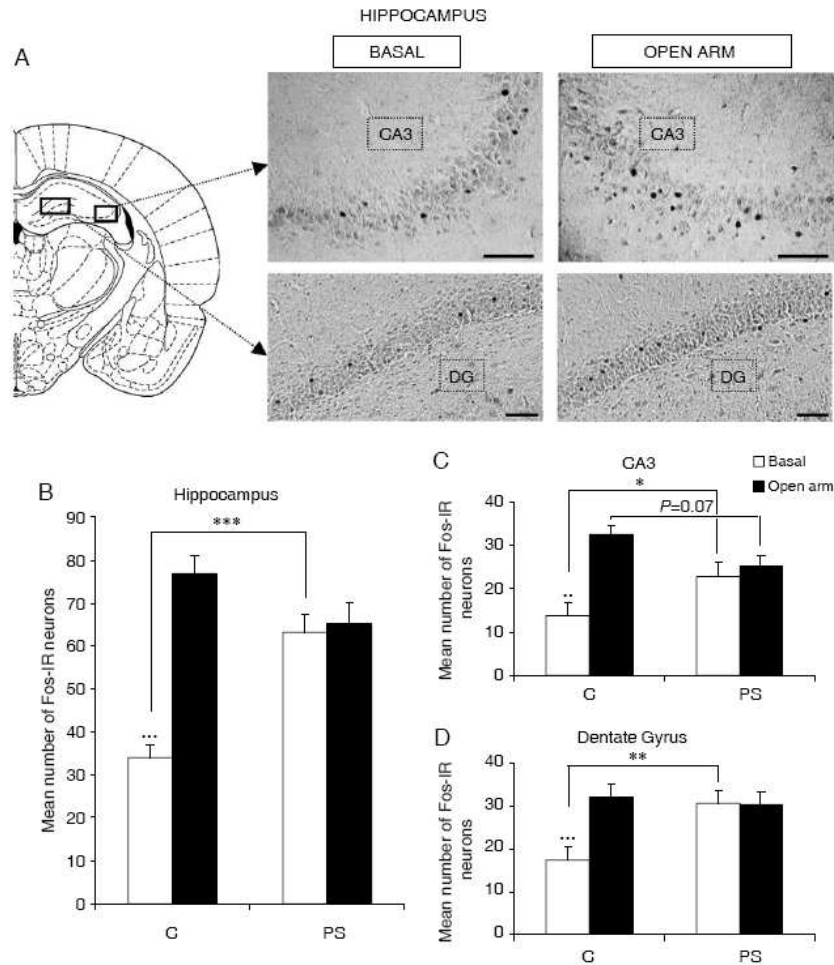 HIPPOCAMPUS
A
BASAL
OPEN ARM
CA3
CA3
DG
DG
B
Hippocampus
***
Mean number of Fos-IR neurons
90
80
70
60
50
40
30
20
10
0
...
C
PS
C
CA3
Basal
Open arm
*
P=0.07
Mean number of Fos-IR
neurons
40
30
20
10
0
..
C
PS
D
Dentate Gyrus
**
Mean number of Fos-IR
neurons
40
30
20
10
0
...
C
PS